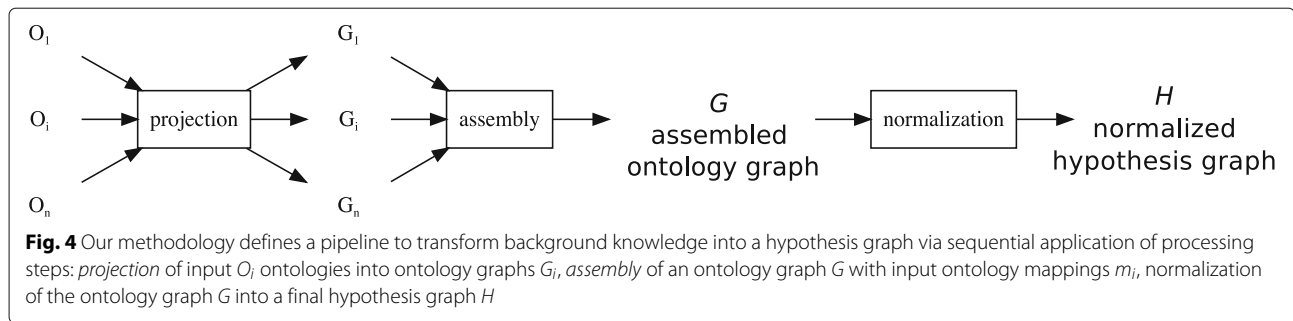 O1 G1
Oi projection Gi assembly G
assembled
ontology graph normalization H
normalized
hypothesis graph
On Gn
Fig. 4 Our methodology defines a pipeline to transform background knowledge into a hypothesis graph via sequential application of processing
steps: projection of input Oi ontologies into ontology graphs Gi, assembly of an ontology graph G with input ontology mappings mi, normalization
of the ontology graph G into a final hypothesis graph H